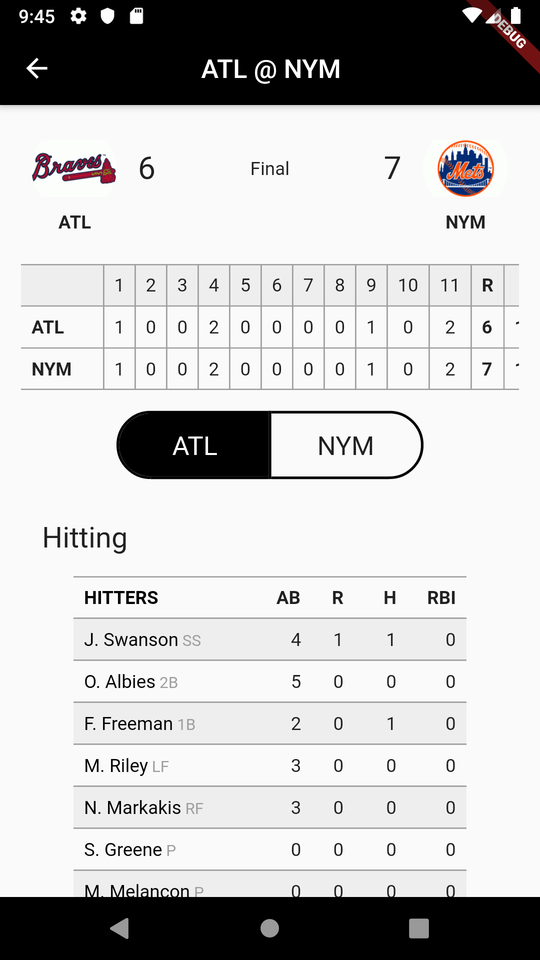 9:45
DEBUG
ATL @ NYM
Braves 6 Final 7 Mets
ATL NYM
1 2 3 4 5 6 7 8 9 10 11 R
ATL 1 0 0 2 0 0 0 0 1 0 2 6
NYM 1 0 0 2 0 0 0 0 1 0 2 7
ATL NYM
Hitting
HITTERS AB R H RBI
J. Swanson SS 4 1 1 0
O. Albies 2B 5 0 0 0
F. Freeman 1B 2 0 1 0
M. Riley LF 3 0 0 0
N. Markakis RF 3 0 0 0
S. Greene P 0 0 0 0
M. Melancon P 0 0 0 0